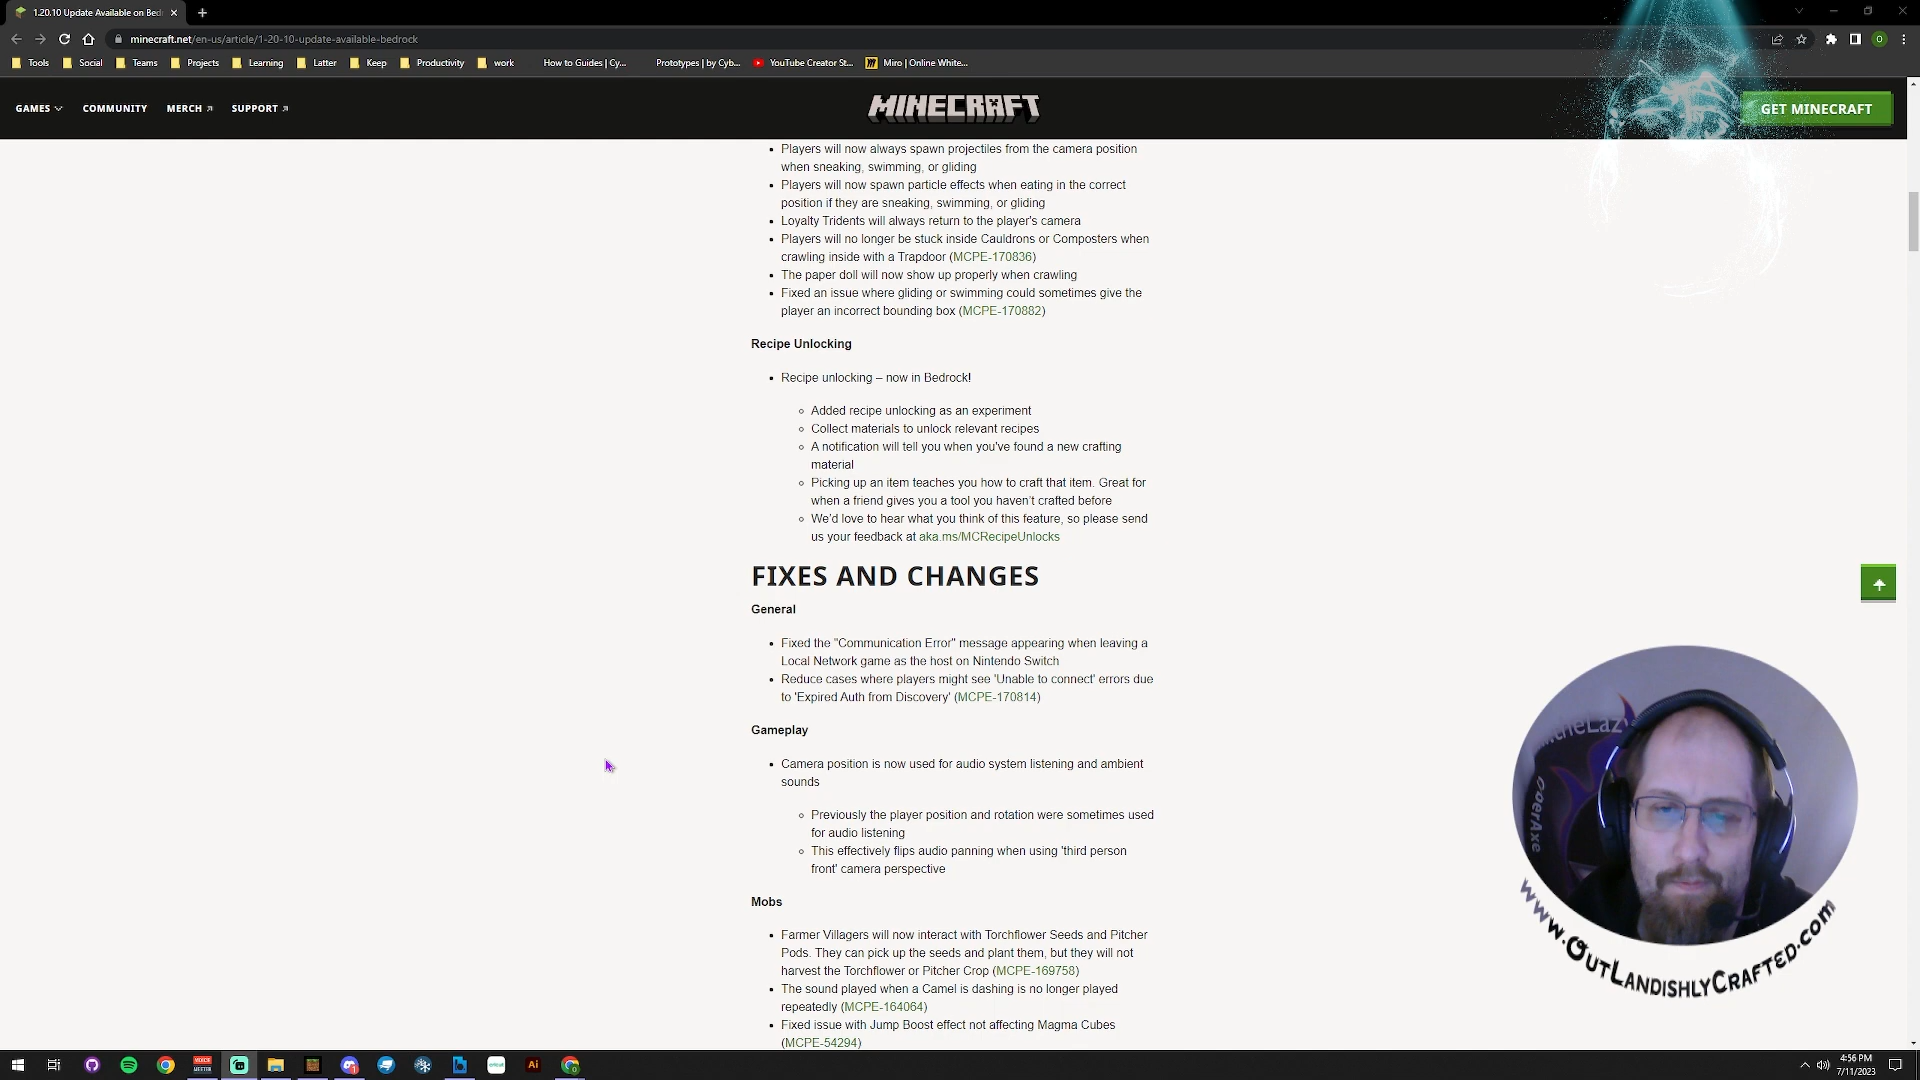 1.20.10 Update Available on Bed
minecraft.net/en-us/article/1-20-10-update-available-bedrock
Tools Social Teams Projects Learning Latter Keep Productivity work How to Guides | Cy... Prototypes | by Cyb... YouTube Creator St... Miro | Online White...
GAMES COMMUNITY MERCH SUPPORT MINECRAFT GET MINECRAFT
Players will now always spawn projectiles from the camera position
when sneaking, swimming, or gliding
Players will now spawn particle effects when eating in the correct
position if they are sneaking, swimming, or gliding
Loyalty Tridents will always return to the player's camera
Players will no longer be stuck inside Cauldrons or Composters when
crawling inside with a Trapdoor (MCPE-170836)
The paper doll will now show up properly when crawling
Fixed an issue where gliding or swimming could sometimes give the
player an incorrect bounding box (MCPE-170882)
Recipe Unlocking
Recipe unlocking – now in Bedrock!
Added recipe unlocking as an experiment
Collect materials to unlock relevant recipes
A notification will tell you when you've found a new crafting
material
Picking up an item teaches you how to craft that item. Great for
when a friend gives you a tool you haven't crafted before
We'd love to hear what you think of this feature, so please send
us your feedback at aka.ms/MCRecipeUnlocks
FIXES AND CHANGES
General
Fixed the "Communication Error" message appearing when leaving a
Local Network game as the host on Nintendo Switch
Reduce cases where players might see 'Unable to connect' errors due
to 'Expired Auth from Discovery' (MCPE-170814)
Gameplay
Camera position is now used for audio system listening and ambient
sounds
Previously the player position and rotation were sometimes used
for audio listening
This effectively flips audio panning when using 'third person
front' camera perspective
Mobs
Farmer Villagers will now interact with Torchflower Seeds and Pitcher
Pods. They can pick up the seeds and plant them, but they will not
harvest the Torchflower or Pitcher Crop (MCPE-169758)
The sound played when a Camel is dashing is no longer played
repeatedly (MCPE-164064)
Fixed issue with Jump Boost effect not affecting Magma Cubes
(MCPE-54294)
www.OutLandishlyCrafted.com
Ai
4:56 PM
7/11/2023